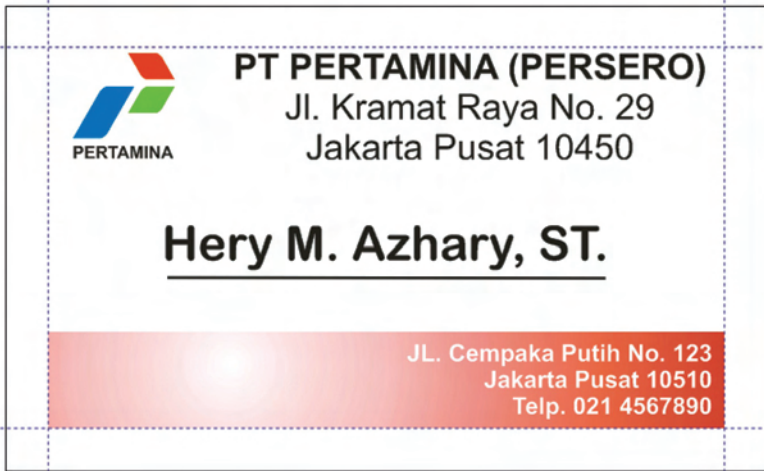 PT PERTAMINA (PERSERO)
Jl. Kramat Raya No. 29
Jakarta Pusat 10450
PERTAMINA
Hery M. Azhary, ST.
JL. Cempaka Putih No. 123
Jakarta Pusat 10510
Telp. 021 4567890